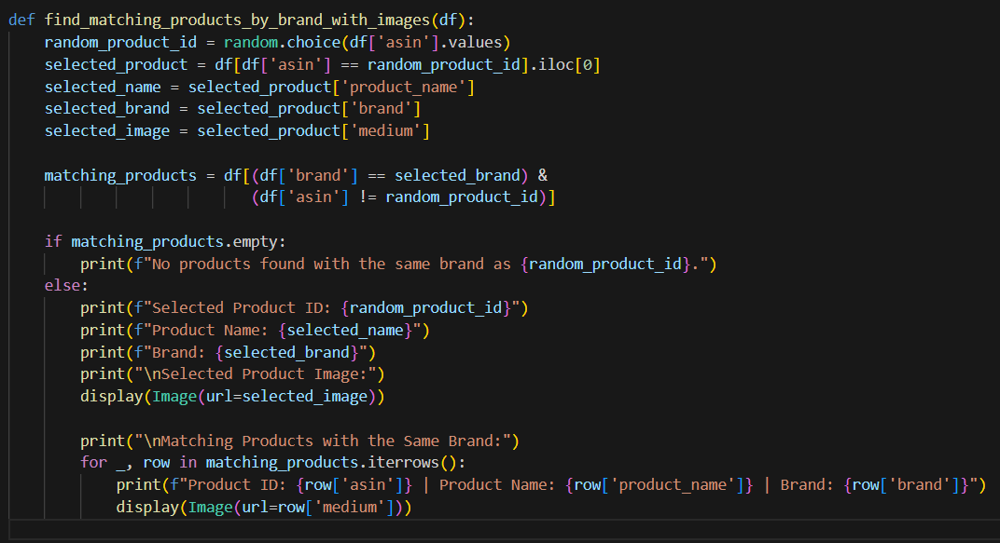 def find_matching_products_by_brand_with_images(df):
    random_product_id = random.choice(df['asin'].values)
    selected_product = df[df['asin'] == random_product_id].iloc[0]
    selected_name = selected_product['product_name']
    selected_brand = selected_product['brand']
    selected_image = selected_product['medium']

    matching_products = df[(df['brand'] == selected_brand) &
                           (df['asin'] != random_product_id)]

    if matching_products.empty:
        print(f"No products found with the same brand as {random_product_id}.")
    else:
        print(f"Selected Product ID: {random_product_id}")
        print(f"Product Name: {selected_name}")
        print(f"Brand: {selected_brand}")
        print("\nSelected Product Image:")
        display(Image(url=selected_image))

        print("\nMatching Products with the Same Brand:")
        for _, row in matching_products.iterrows():
            print(f"Product ID: {row['asin']} | Product Name: {row['product_name']} | Brand: {row['brand']}")
            display(Image(url=row['medium']))